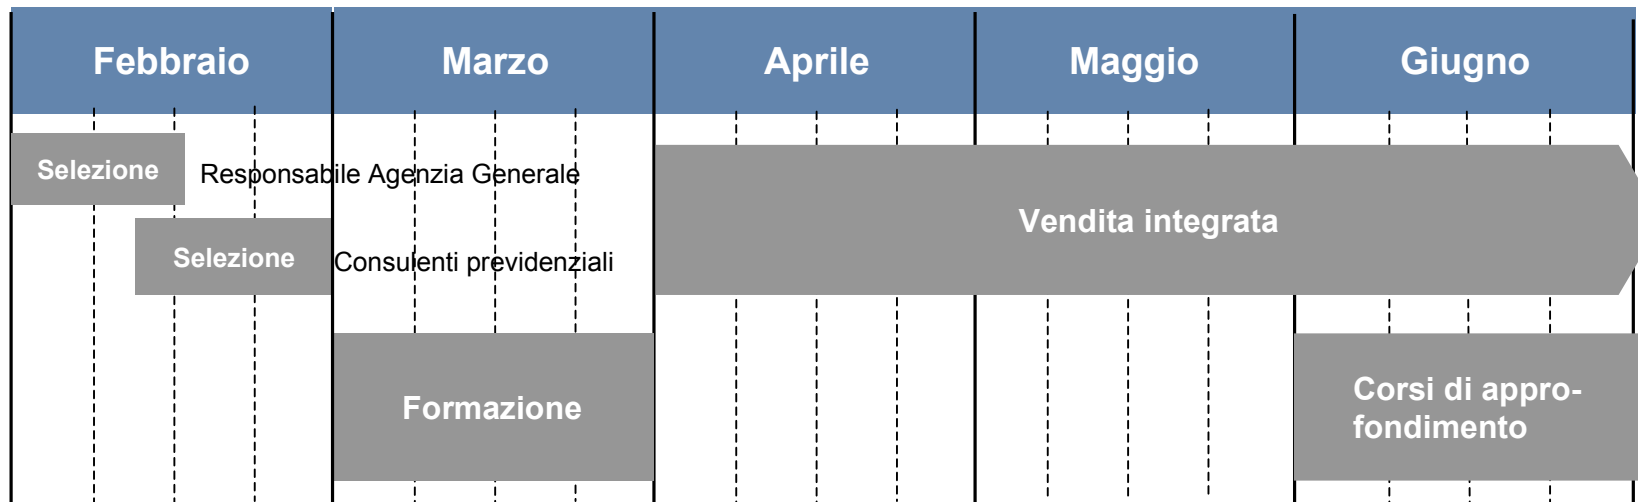 Febbraio Marzo Aprile Maggio Giugno
Selezione Responsabile Agenzia Generale
Vendita integrata
Selezione Consulenti previdenziali
Formazione
Corsi di appro-
fondimento